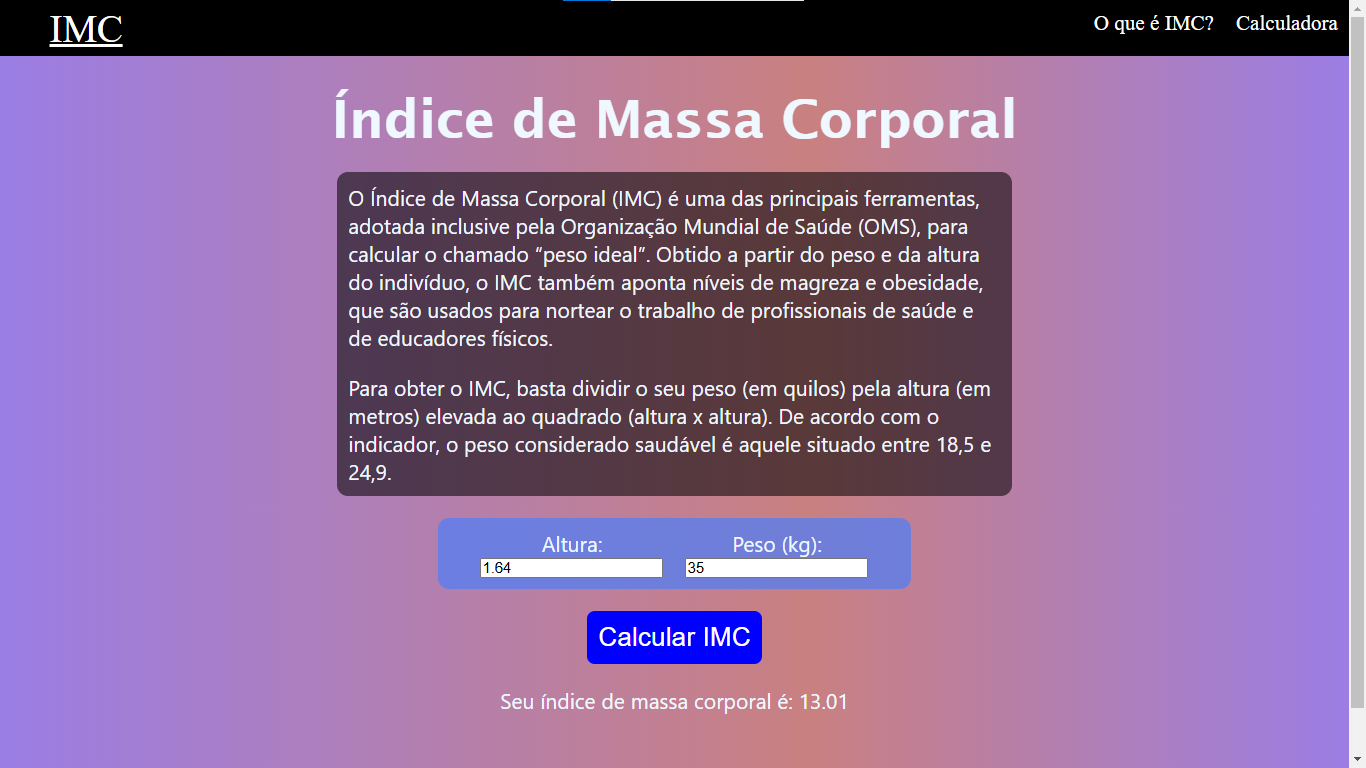 IMC
O que é IMC? Calculadora
Índice de Massa Corporal
O Índice de Massa Corporal (IMC) é uma das principais ferramentas,
adotada inclusive pela Organização Mundial de Saúde (OMS), para
calcular o chamado “peso ideal”. Obtido a partir do peso e da altura
do indivíduo, o IMC também aponta níveis de magreza e obesidade,
que são usados para nortear o trabalho de profissionais de saúde e
de educadores físicos.
Para obter o IMC, basta dividir o seu peso (em quilos) pela altura (em
metros) elevada ao quadrado (altura x altura). De acordo com o
indicador, o peso considerado saudável é aquele situado entre 18,5 e
24,9.
Altura: Peso (kg):
1.64 35
Calcular IMC
Seu índice de massa corporal é: 13.01